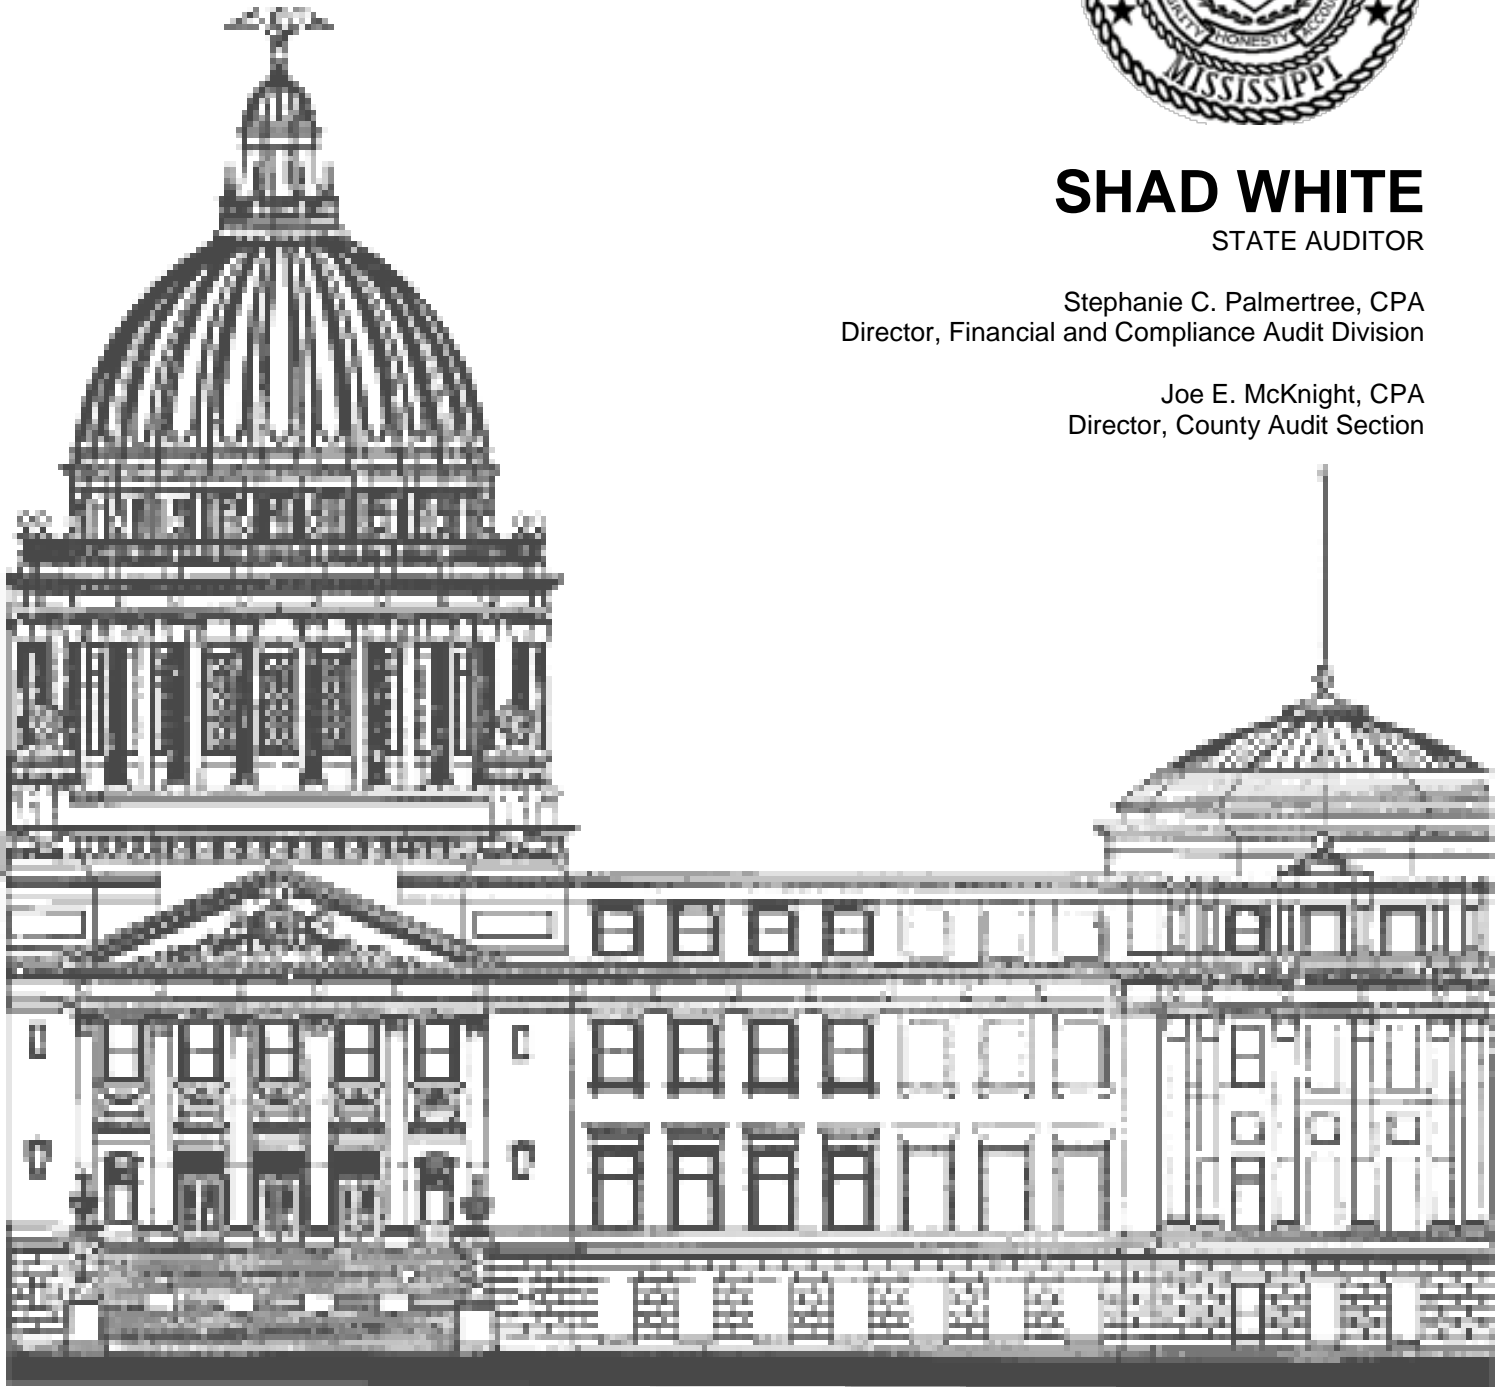 HONESTY
MISSISSIPPI
SHAD WHITE
STATE AUDITOR
Stephanie C. Palmertree, CPA
Director, Financial and Compliance Audit Division
Joe E. McKnight, CPA
Director, County Audit Section